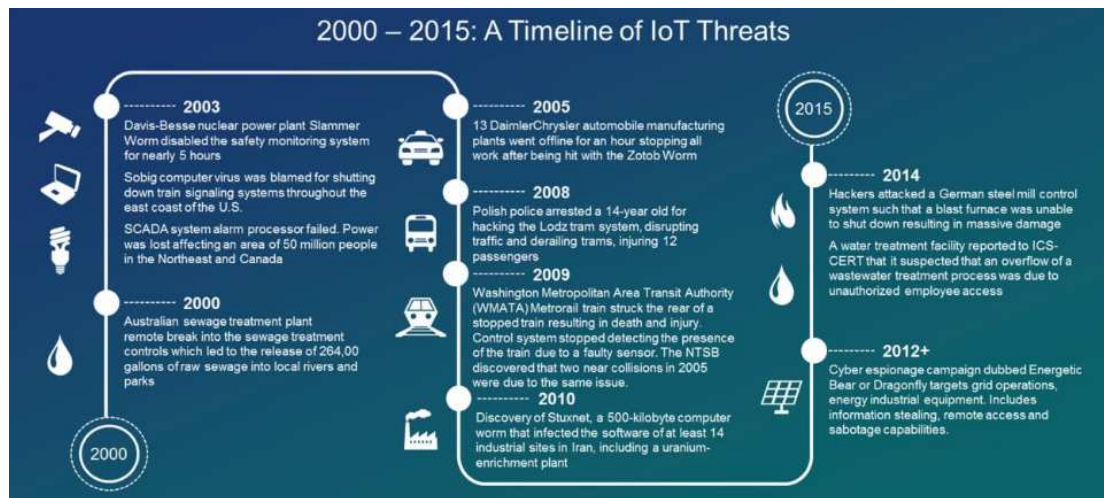 2000 – 2015: A Timeline of IoT Threats
2003
Davis-Besse nuclear power plant Slammer
Worm disabled the safety monitoring system
for nearly 5 hours
Sobig computer virus was blamed for shutting
down train signaling systems throughout the
east coast of the U.S.
SCADA system alarm processor failed. Power
was lost affecting an area of 50 million people
in the Northeast and Canada
2000
Australian sewage treatment plant
remote break into the sewage treatment
controls which led to the release of 264,00
gallons of raw sewage into local rivers and
parks
2000
2005
13 DaimlerChrysler automobile manufacturing
plants went offline for an hour stopping all
work after being hit with the Zotob Worm
2008
Polish police arrested a 14-year old for
hacking the Lodz tram system, disrupting
traffic and derailing trams, injuring 12
passengers
2009
Washington Metropolitan Area Transit Authority
(WMATA) Metrorail train struck the rear of a
stopped train resulting in death and injury.
Control system stopped detecting the presence
of the train due to a faulty sensor. The NTSB
discovered that two near collisions in 2005
were due to the same issue.
2010
Discovery of Stuxnet, a 500-kilobyte computer
worm that infected the software of at least 14
industrial sites in Iran, including a uranium-
enrichment plant
2015
2014
Hackers attacked a German steel mill control
system such that a blast furnace was unable
to shut down resulting in massive damage
A water treatment facility reported to ICS-
CERT that it suspected that an overflow of a
wastewater treatment process was due to
unauthorized employee access
2012+
Cyber espionage campaign dubbed Energetic
Bear or Dragonfly targets grid operations,
energy industrial equipment. Includes
information stealing, remote access and
sabotage capabilities.